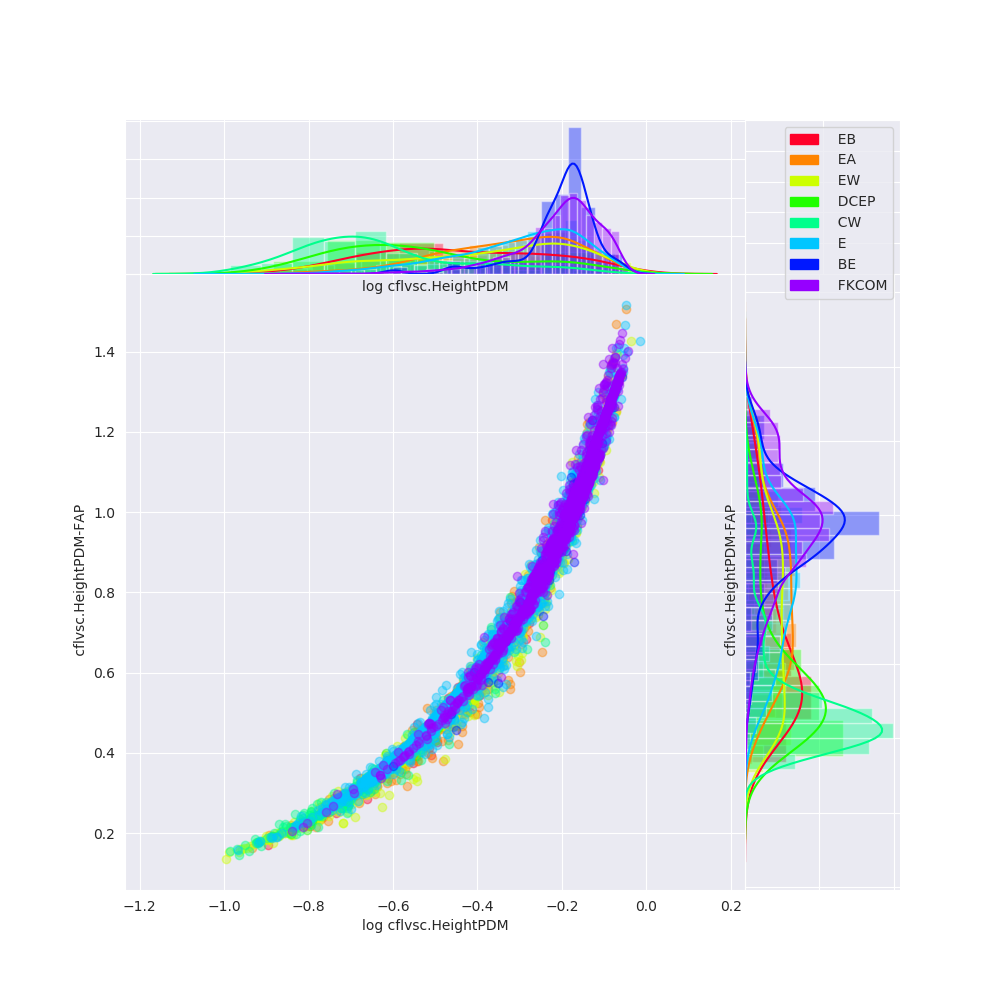 EB
EA
EW
DCEP
CW
E
BE
FKCOM
log cflvsc.HeightPDM
1.4
1.2
1.0
0.8
0.6
0.4
0.2
cflvsc.HeightPDM-FAP
cflvsc.HeightPDM-FAP
−1.2 −1.0 −0.8 −0.6 −0.4 −0.2 0.0 0.2
log cflvsc.HeightPDM